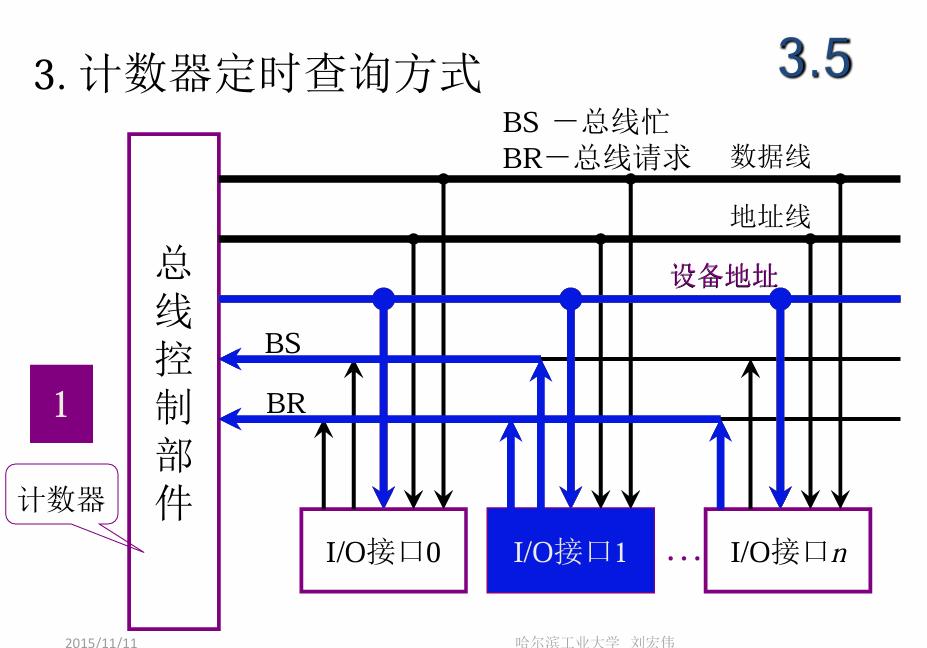 3. 计数器定时查询方式
3.5
BS －总线忙
BR－总线请求
数据线
地址线
设备地址
BS
BR
总线控制部件
1
计数器
I/O接口0
I/O接口1
…
I/O接口n
2015/11/11
哈尔滨工业大学 刘宏伟